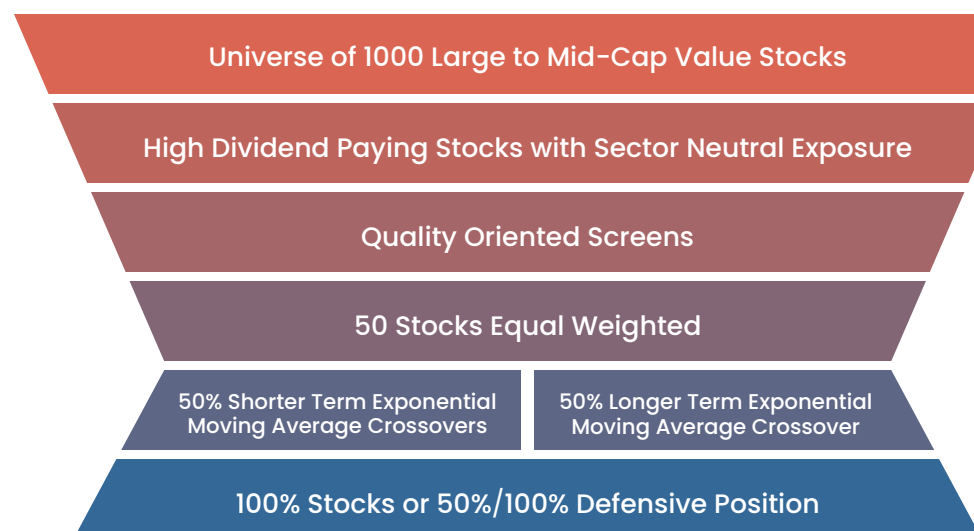 Universe of 1000 Large to Mid-Cap Value Stocks
High Dividend Paying Stocks with Sector Neutral Exposure
Quality Oriented Screens
50 Stocks Equal Weighted
50% Shorter Term Exponential
Moving Average Crossovers
50% Longer Term Exponential
Moving Average Crossover
100% Stocks or 50%/100% Defensive Position